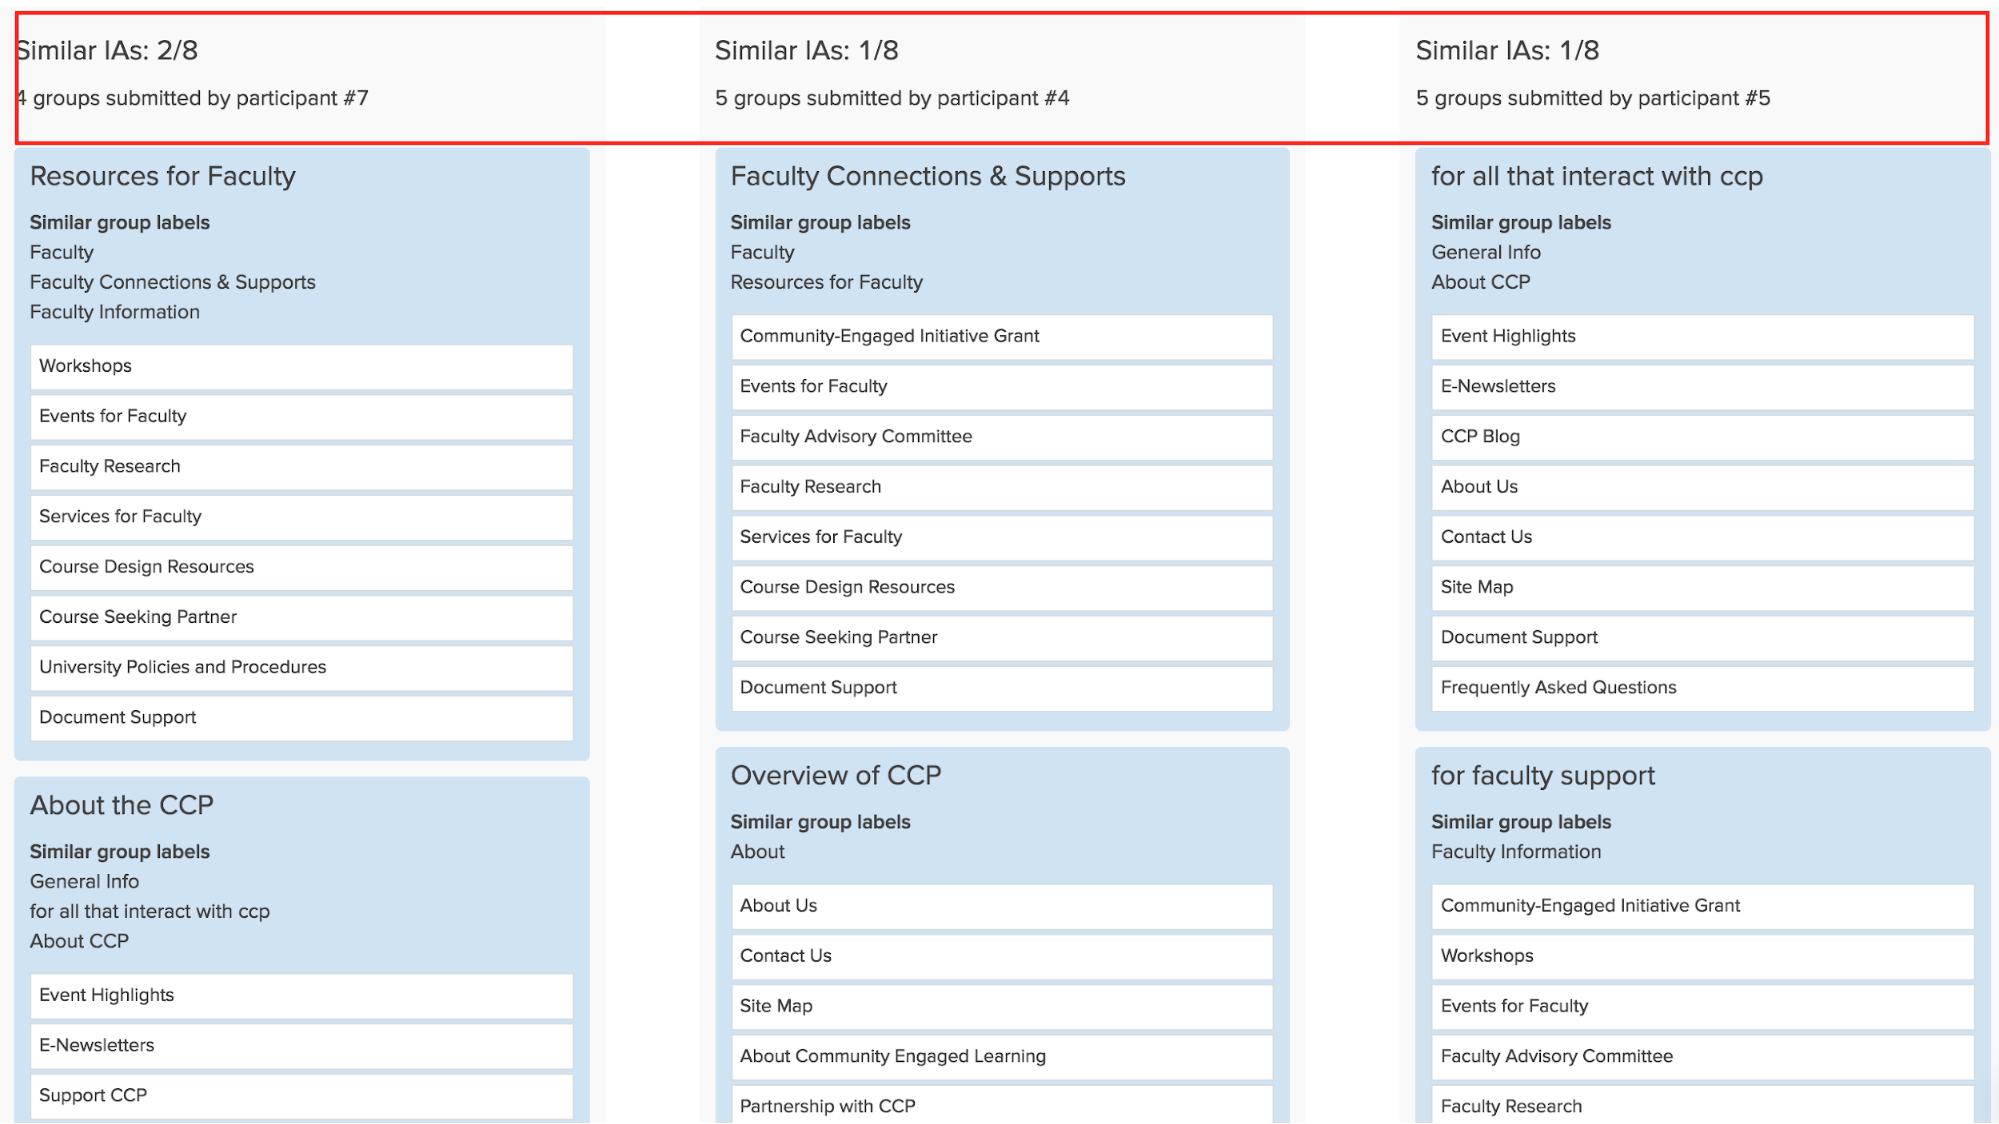 Similar IAs: 2/8
4 groups submitted by participant #7
Resources for Faculty
Similar group labels
Faculty
Faculty Connections & Supports
Faculty Information
Workshops
Events for Faculty
Faculty Research
Services for Faculty
Course Design Resources
Course Seeking Partner
University Policies and Procedures
Document Support
About the CCP
Similar group labels
General Info
for all that interact with ccp
About CCP
Event Highlights
E-Newsletters
Support CCP
Similar IAs: 1/8
5 groups submitted by participant #4
Faculty Connections & Supports
Similar group labels
Faculty
Resources for Faculty
Community-Engaged Initiative Grant
Events for Faculty
Faculty Advisory Committee
Faculty Research
Services for Faculty
Course Design Resources
Course Seeking Partner
Document Support
Overview of CCP
Similar group labels
About
About Us
Contact Us
Site Map
About Community Engaged Learning
Partnership with CCP
Similar IAs: 1/8
5 groups submitted by participant #5
for all that interact with ccp
Similar group labels
General Info
About CCP
Event Highlights
E-Newsletters
CCP Blog
About Us
Contact Us
Site Map
Document Support
Frequently Asked Questions
for faculty support
Similar group labels
Faculty Information
Community-Engaged Initiative Grant
Workshops
Events for Faculty
Faculty Advisory Committee
Faculty Research